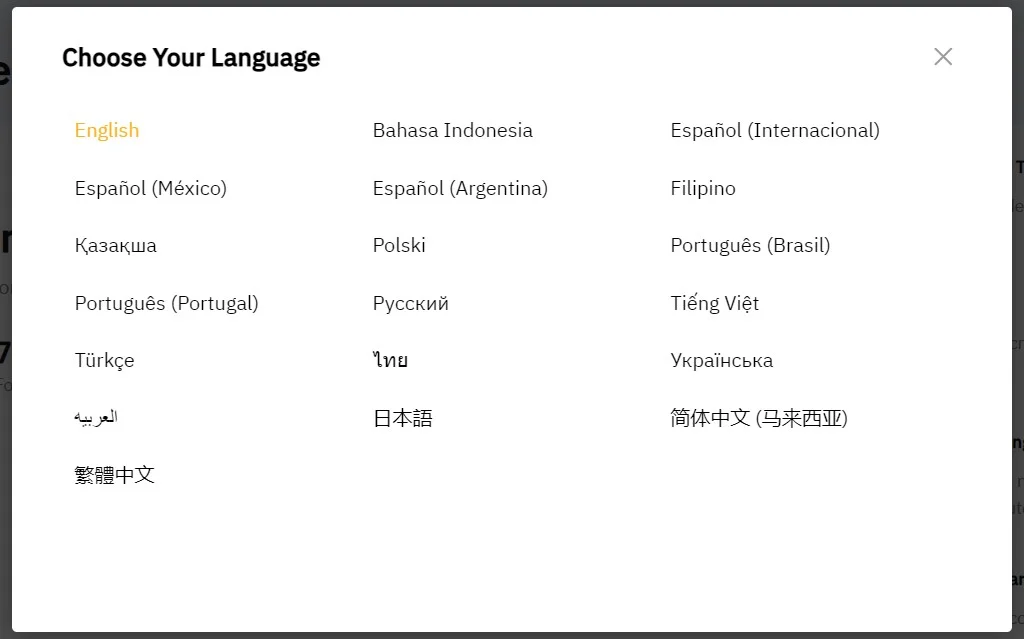 Choose Your Language
English
Bahasa Indonesia
Español (Internacional)
Español (México)
Español (Argentina)
Filipino
Қазақша
Polski
Português (Brasil)
Português (Portugal)
Русский
Tiếng Việt
Türkçe
ไทย
Українська
العربيه
日本語
简体中文 (马来西亚)
繁體中文